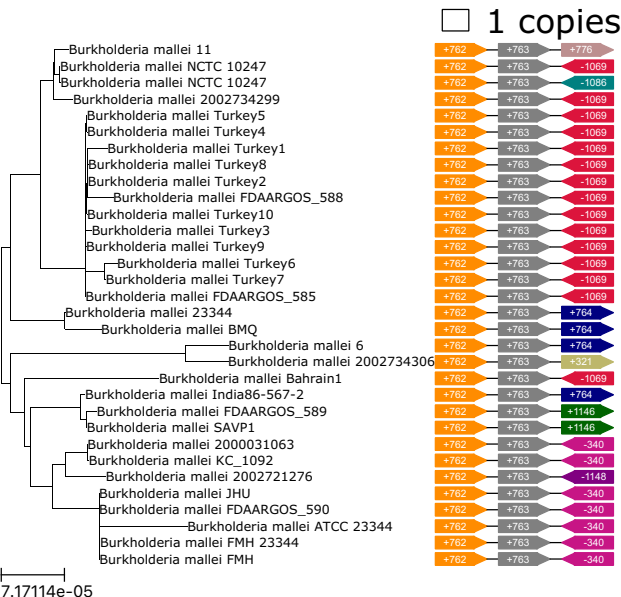 1 copies
Burkholderia mallei 11 +762 +763 +776
Burkholderia mallei NCTC 10247 +762 +763 -1069
Burkholderia mallei NCTC 10247 +762 +763 -1086
Burkholderia mallei 2002734299 +762 +763 -1069
Burkholderia mallei Turkey5 +762 +763 -1069
Burkholderia mallei Turkey4 +762 +763 -1069
Burkholderia mallei Turkey1 +762 +763 -1069
Burkholderia mallei Turkey8 +762 +763 -1069
Burkholderia mallei Turkey2 +762 +763 -1069
Burkholderia mallei FDAARGOS_588 +762 +763 -1069
Burkholderia mallei Turkey10 +762 +763 -1069
Burkholderia mallei Turkey3 +762 +763 -1069
Burkholderia mallei Turkey9 +762 +763 -1069
Burkholderia mallei Turkey6 +762 +763 -1069
Burkholderia mallei Turkey7 +762 +763 -1069
Burkholderia mallei FDAARGOS_585 +762 +763 -1069
Burkholderia mallei 23344 +762 +763 +764
Burkholderia mallei BMQ +762 +763 +764
Burkholderia mallei 6 +762 +763 +764
Burkholderia mallei 2002734306 +762 +763 +321
Burkholderia mallei Bahrain1 +762 +763 -1069
Burkholderia mallei India86-567-2 +762 +763 +764
Burkholderia mallei FDAARGOS_589 +762 +763 +1146
Burkholderia mallei SAVP1 +762 +763 +1146
Burkholderia mallei 2000031063 +762 +763 -340
Burkholderia mallei KC_1092 +762 +763 -340
Burkholderia mallei 2002721276 +762 +763 -1148
Burkholderia mallei JHU +762 +763 -340
Burkholderia mallei FDAARGOS_590 +762 +763 -340
Burkholderia mallei ATCC 23344 +762 +763 -340
Burkholderia mallei FMH 23344 +762 +763 -340
Burkholderia mallei FMH +762 +763 -340
7.17114e-05